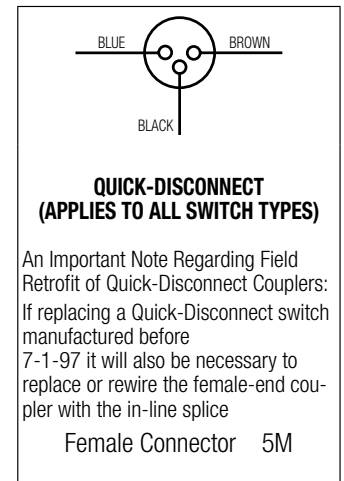 BLUE BROWN
BLACK
QUICK-DISCONNECT
(APPLIES TO ALL SWITCH TYPES)
An Important Note Regarding Field
Retrofit of Quick-Disconnect Couplers:
If replacing a Quick-Disconnect switch
manufactured before
7-1-97 it will also be necessary to
replace or rewire the female-end cou-
pler with the in-line splice
Female Connector 5M